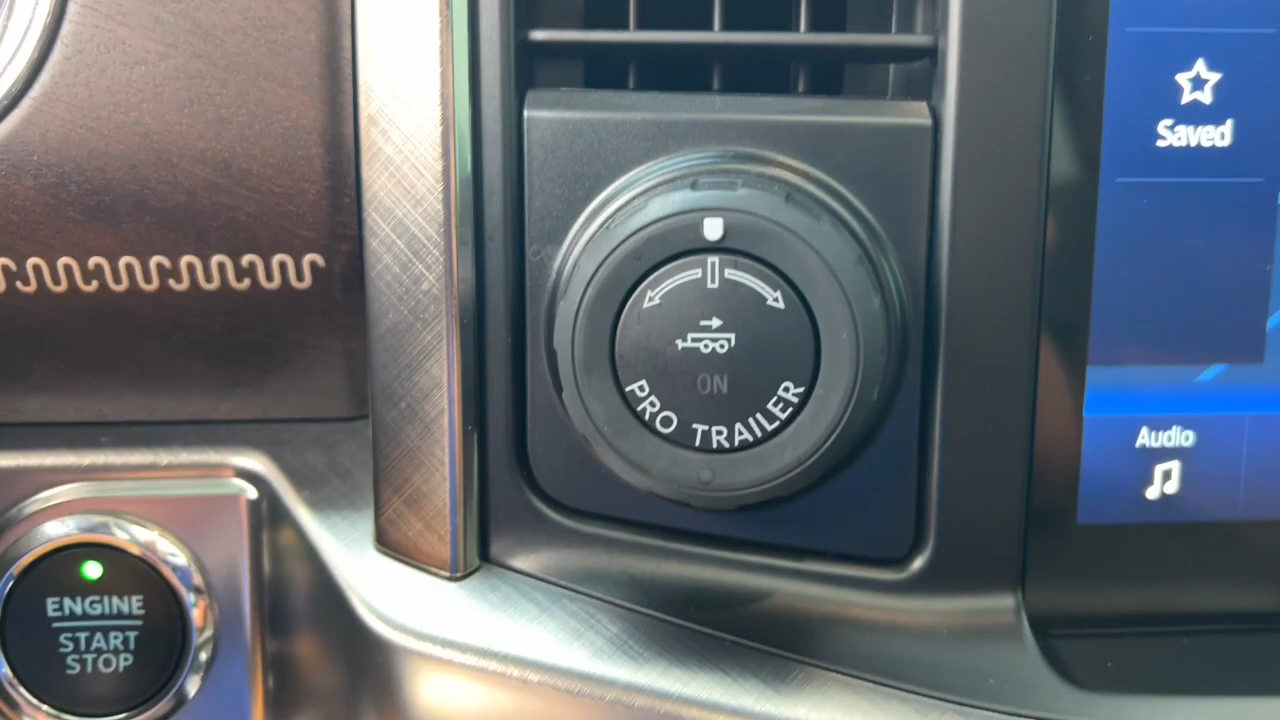 Saved
ON
PRO TRAILER
Audio
ENGINE
START
STOP